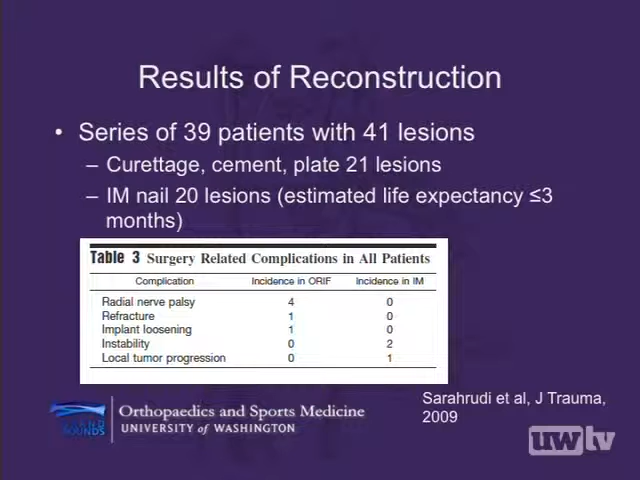 Results of Reconstruction
• Series of 39 patients with 41 lesions
– Curettage, cement, plate 21 lesions
– IM nail 20 lesions (estimated life expectancy ≤3
months)
Table 3 Surgery Related Complications in All Patients
Complication Incidence in ORIF Incidence in IM
Radial nerve palsy 4 0
Refracture 1 0
Implant loosening 1 0
Instability 0 2
Local tumor progression 0 1
Sarahrudi et al, J Trauma,
2009
Orthopaedics and Sports Medicine
UNIVERSITY of WASHINGTON
uwtv